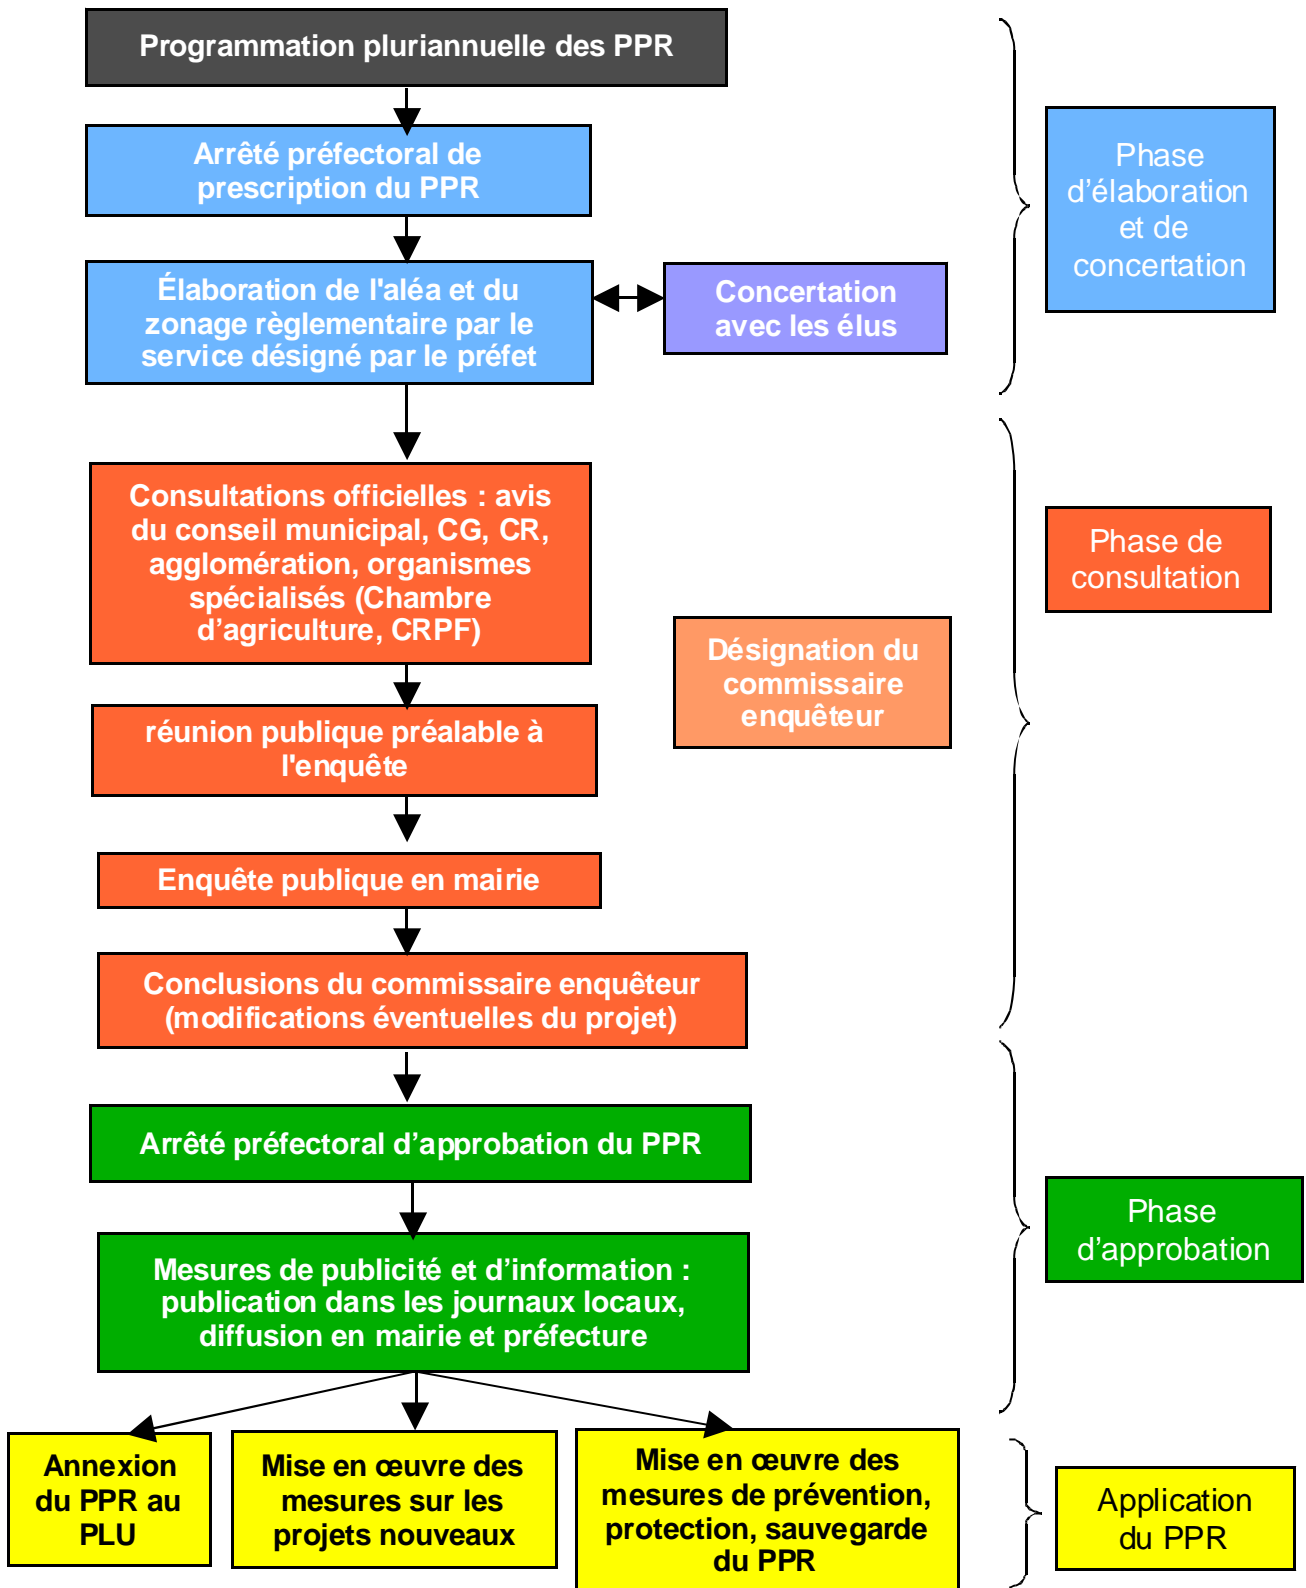 Programmation pluriannuelle des PPR
Arrêté préfectoral de
prescription du PPR
Phase
d’élaboration
et de
concertation
Élaboration de l'aléa et du
zonage règlementaire par le
service désigné par le préfet
Concertation
avec les élus
Consultations officielles : avis
du conseil municipal, CG, CR,
agglomération, organismes
spécialisés (Chambre
d’agriculture, CRPF)
Phase de
consultation
Désignation du
commissaire
enquêteur
réunion publique préalable à
l'enquête
Enquête publique en mairie
Conclusions du commissaire enquêteur
(modifications éventuelles du projet)
Arrêté préfectoral d’approbation du PPR
Phase
d’approbation
Mesures de publicité et d’information :
publication dans les journaux locaux,
diffusion en mairie et préfecture
Annexion
du PPR au
PLU
Mise en œuvre des
mesures sur les
projets nouveaux
Mise en œuvre des
mesures de prévention,
protection, sauvegarde
du PPR
Application
du PPR